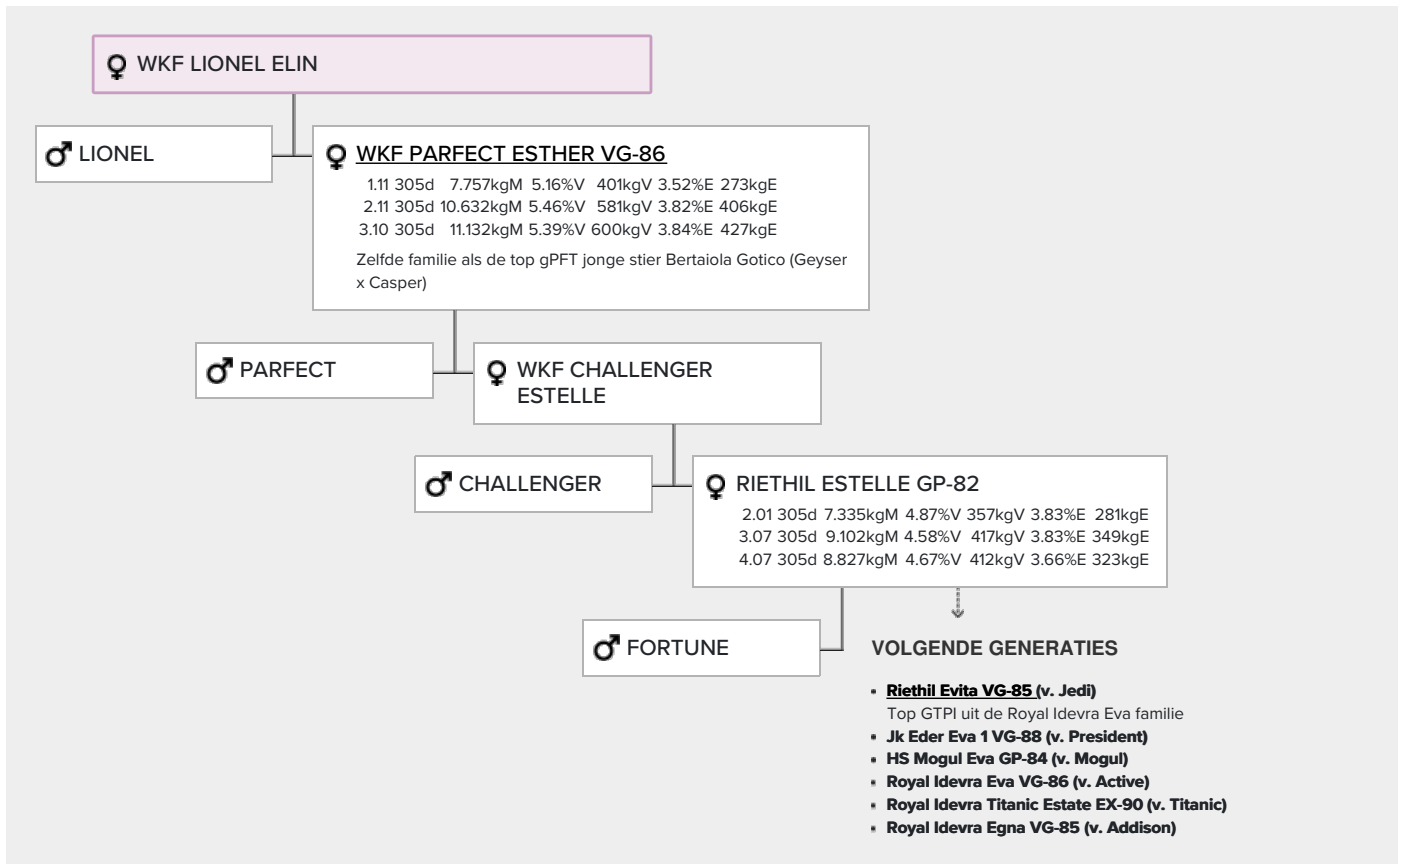 WKF LIONEL ELIN
LIONEL
WKF PARFECT ESTHER VG-86
1.11 305d 7.757kgM 5.16%V 401kgV 3.52%E 273kgE
2.11 305d 10.632kgM 5.46%V 581kgV 3.82%E 406kgE
3.10 305d 11.132kgM 5.39%V 600kgV 3.84%E 427kgE
Zelfde familie als de top gPFT jonge stier Bertaiola Gotico (Geyser
x Casper)
PARFECT
WKF CHALLENGER
ESTELLE
CHALLENGER
RIETHIL ESTELLE GP-82
2.01 305d 7.335kgM 4.87%V 357kgV 3.83%E 281kgE
3.07 305d 9.102kgM 4.58%V 417kgV 3.83%E 349kgE
4.07 305d 8.827kgM 4.67%V 412kgV 3.66%E 323kgE
FORTUNE
VOLGENDE GENERATIES
Riethil Evita VG-85 (v. Jedi)
Top GTPI uit de Royal Idevra Eva familie
Jk Eder Eva 1 VG-88 (v. President)
HS Mogul Eva GP-84 (v. Mogul)
Royal Idevra Eva VG-86 (v. Active)
Royal Idevra Titanic Estate EX-90 (v. Titanic)
Royal Idevra Egna VG-85 (v. Addison)